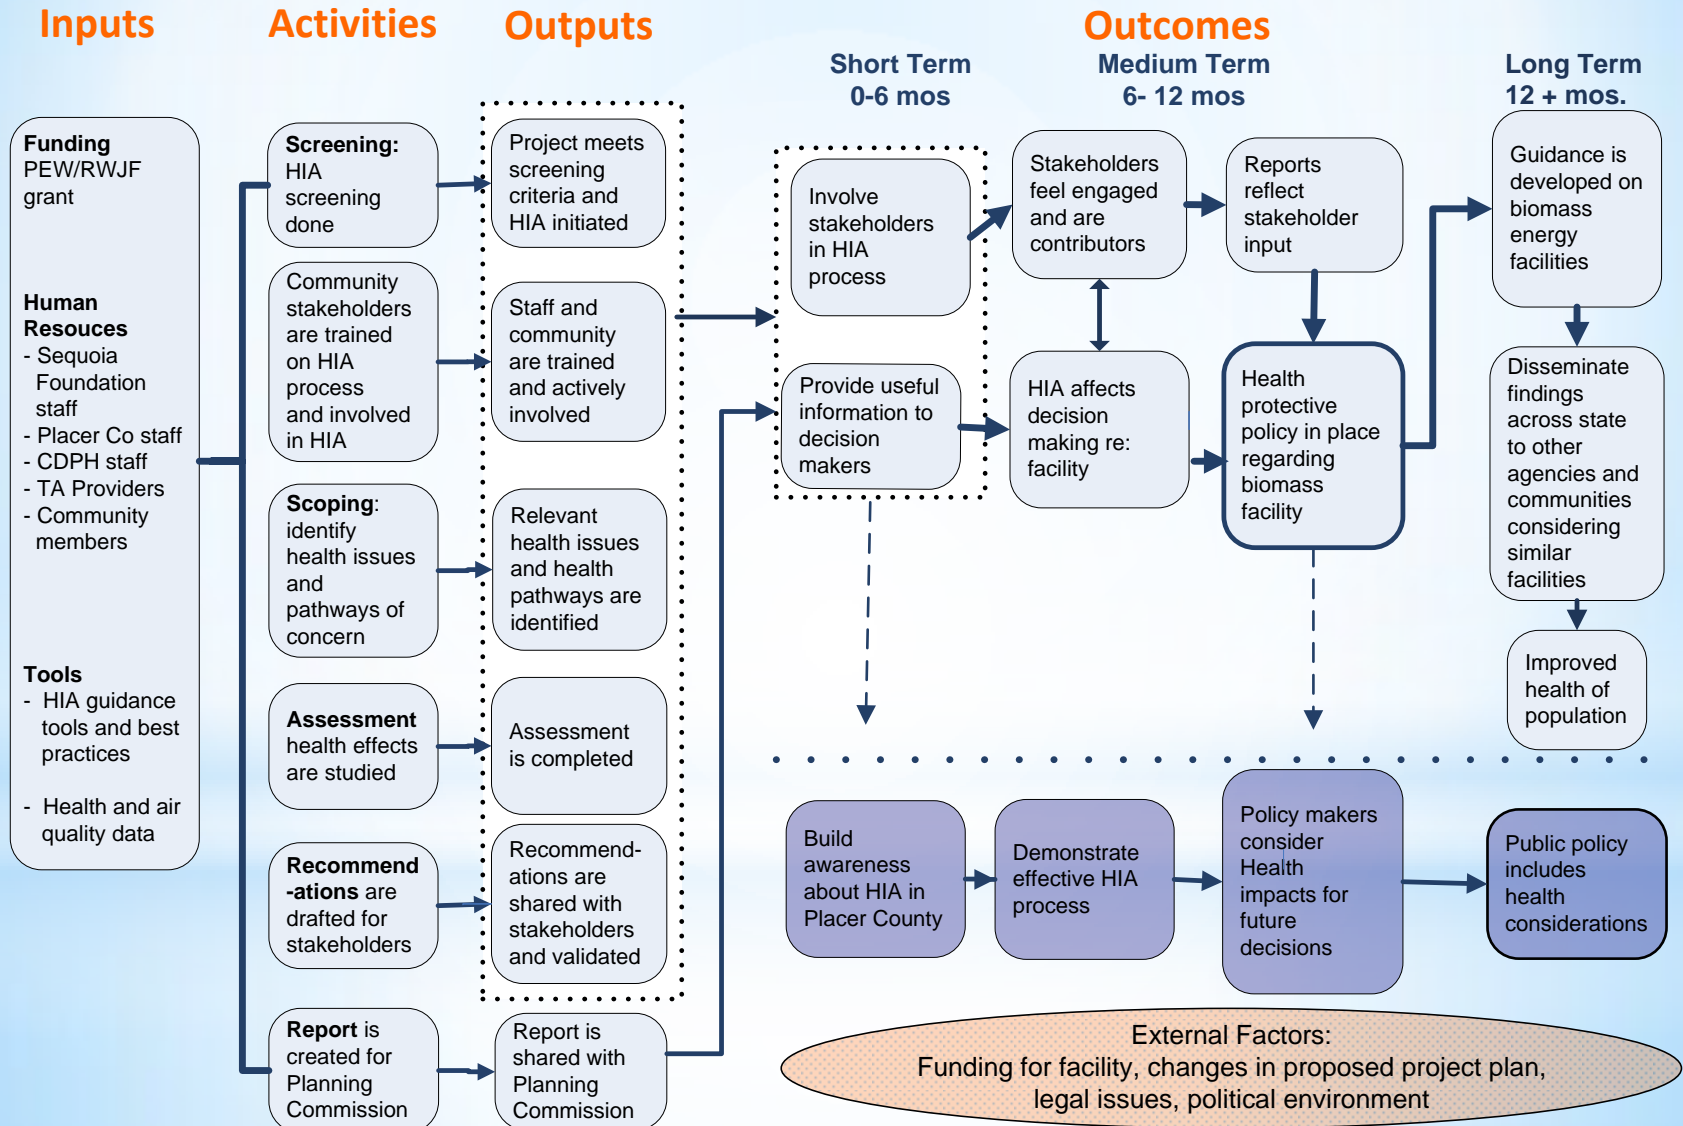 Inputs
Activities
Outputs
Outcomes
Short Term
0-6 mos
Medium Term
6- 12 mos
Long Term
12 + mos.
Funding
PEW/RWJF
grant
Human
Resouces
- Sequoia
Foundation
staff
- Placer Co staff
- CDPH staff
- TA Providers
- Community
members
Tools
- HIA guidance
tools and best
practices
- Health and air
quality data
Screening:
HIA
screening
done
Community
stakeholders
are trained
on HIA
process
and involved
in HIA
Scoping:
identify
health issues
and
pathways of
concern
Assessment
health effects
are studied
Recommend
-ations are
drafted for
stakeholders
Report is
created for
Planning
Commission
Project meets
screening
criteria and
HIA initiated
Staff and
community
are trained
and actively
involved
Relevant
health issues
and health
pathways are
identified
Assessment
is completed
Recommend-
ations are
shared with
stakeholders
and validated
Report is
shared with
Planning
Commission
Involve
stakeholders
in HIA
process
Provide useful
information to
decision
makers
Stakeholders
feel engaged
and are
contributors
HIA affects
decision
making re:
facility
Reports
reflect
stakeholder
input
Health
protective
policy in place
regarding
biomass
facility
Guidance is
developed on
biomass
energy
facilities
Disseminate
findings
across state
to other
agencies and
communities
considering
similar
facilities
Improved
health of
population
Build
awareness
about HIA in
Placer County
Demonstrate
effective HIA
process
Policy makers
consider
Health
impacts for
future
decisions
Public policy
includes
health
considerations
External Factors:
Funding for facility, changes in proposed project plan,
legal issues, political environment